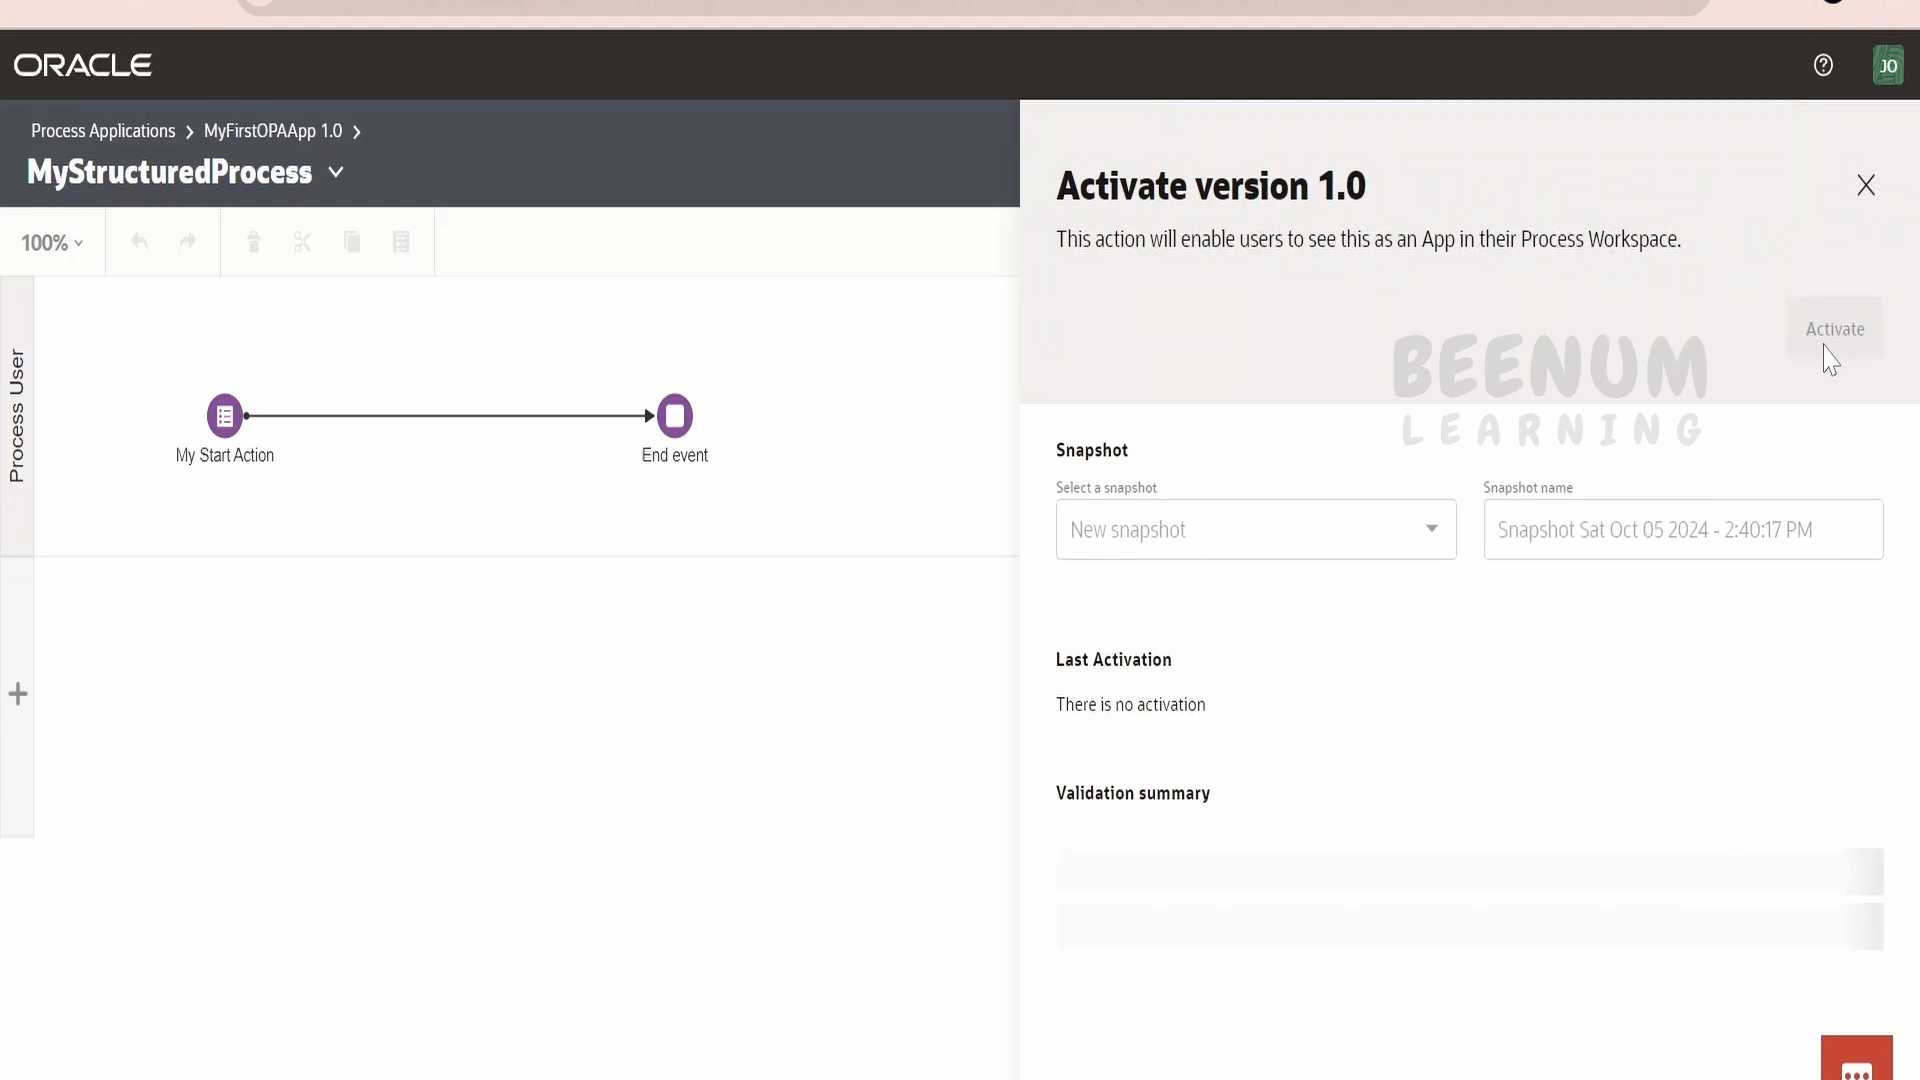 ORACLE
JO
Process Applications
MyFirstOPAApp 1.0
MyStructuredProcess
100%
Process User
My Start Action
End event
Activate version 1.0
This action will enable users to see this as an App in their Process Workspace.
Activate
BEENUM
LEARNING
Snapshot
Select a snapshot
Snapshot name
New snapshot
Snapshot Sat Oct 05 2024 - 2:40:17 PM
Last Activation
There is no activation
Validation summary